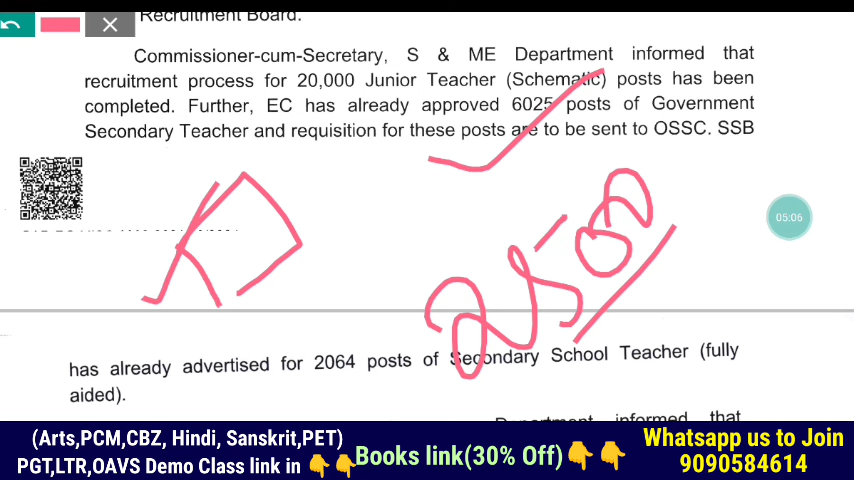 Recruitment Board.
Commissioner-cum-Secretary, S & ME Department informed that
recruitment process for 20,000 Junior Teacher (Schematic) posts has been
completed. Further, EC has already approved 6025 posts of Government
Secondary Teacher and requisition for these posts are to be sent to OSSC. SSB
05:06
2500
has already advertised for 2064 posts of Secondary School Teacher (fully
aided).
Department informed that
(Arts,PCM,CBZ, Hindi, Sanskrit,PET)
PGT,LTR,OAVS Demo Class link in 👇👇
Books link(30% Off)👇👇
Whatsapp us to Join
9090584614